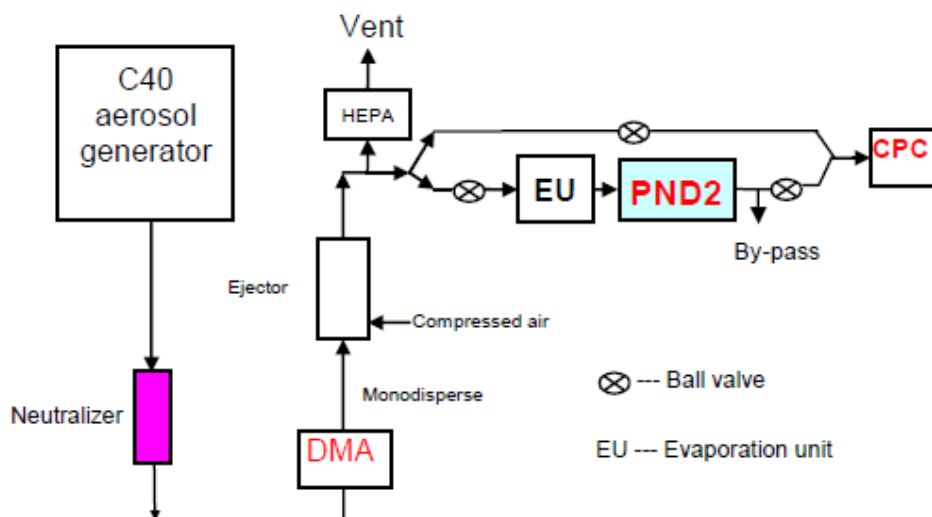 Vent
C40
aerosol
generator
HEPA
CPC
EU
PND2
By-pass
Ejector
Compressed air
Monodisperse
--- Ball valve
Neutralizer
DMA
EU --- Evaporation unit